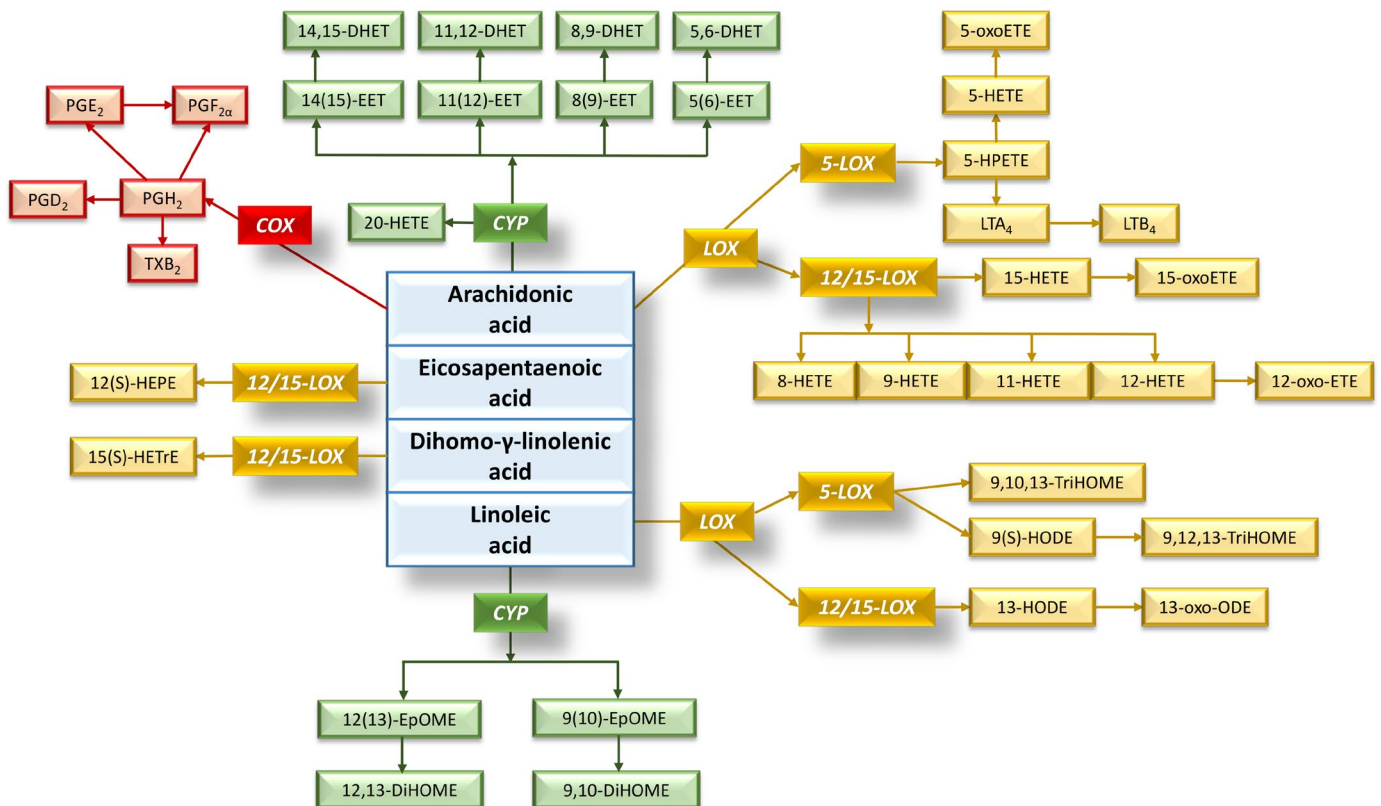 14,15-DHET
11,12-DHET
8,9-DHET
5,6-DHET
5-oxoETE
PGE2
PGF2α
14(15)-EET
11(12)-EET
8(9)-EET
5(6)-EET
5-HETE
5-LOX
5-HPETE
PGD2
PGH2
COX
20-HETE
CYP
LOX
LTA4
LTB4
TXB2
12/15-LOX
15-HETE
15-oxoETE
Arachidonic
acid
8-HETE
9-HETE
11-HETE
12-HETE
12-oxo-ETE
12(S)-HEPE
12/15-LOX
Eicosapentaenoic
acid
15(S)-HETrE
12/15-LOX
Dihomo-γ-linolenic
acid
Linoleic
acid
LOX
5-LOX
9,10,13-TriHOME
9(S)-HODE
9,12,13-TriHOME
12/15-LOX
13-HODE
13-oxo-ODE
CYP
12(13)-EpOME
9(10)-EpOME
12,13-DiHOME
9,10-DiHOME